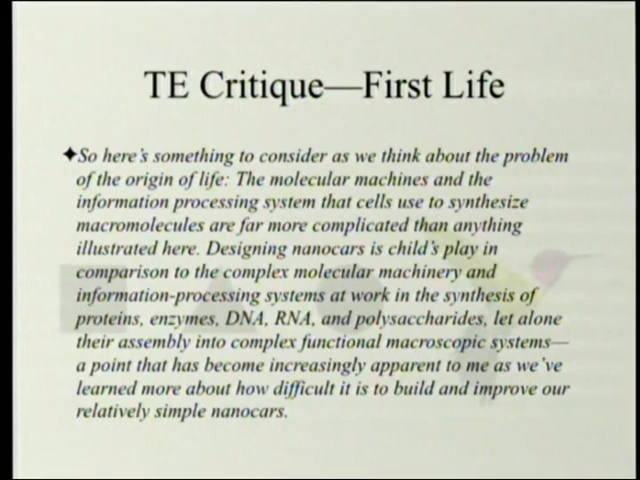 TE Critique—First Life
✦So here's something to consider as we think about the problem
of the origin of life: The molecular machines and the
information processing system that cells use to synthesize
macromolecules are far more complicated than anything
illustrated here. Designing nanocars is child's play in
comparison to the complex molecular machinery and
information-processing systems at work in the synthesis of
proteins, enzymes, DNA, RNA, and polysaccharides, let alone
their assembly into complex functional macroscopic systems—
a point that has become increasingly apparent to me as we've
learned more about how difficult it is to build and improve our
relatively simple nanocars.